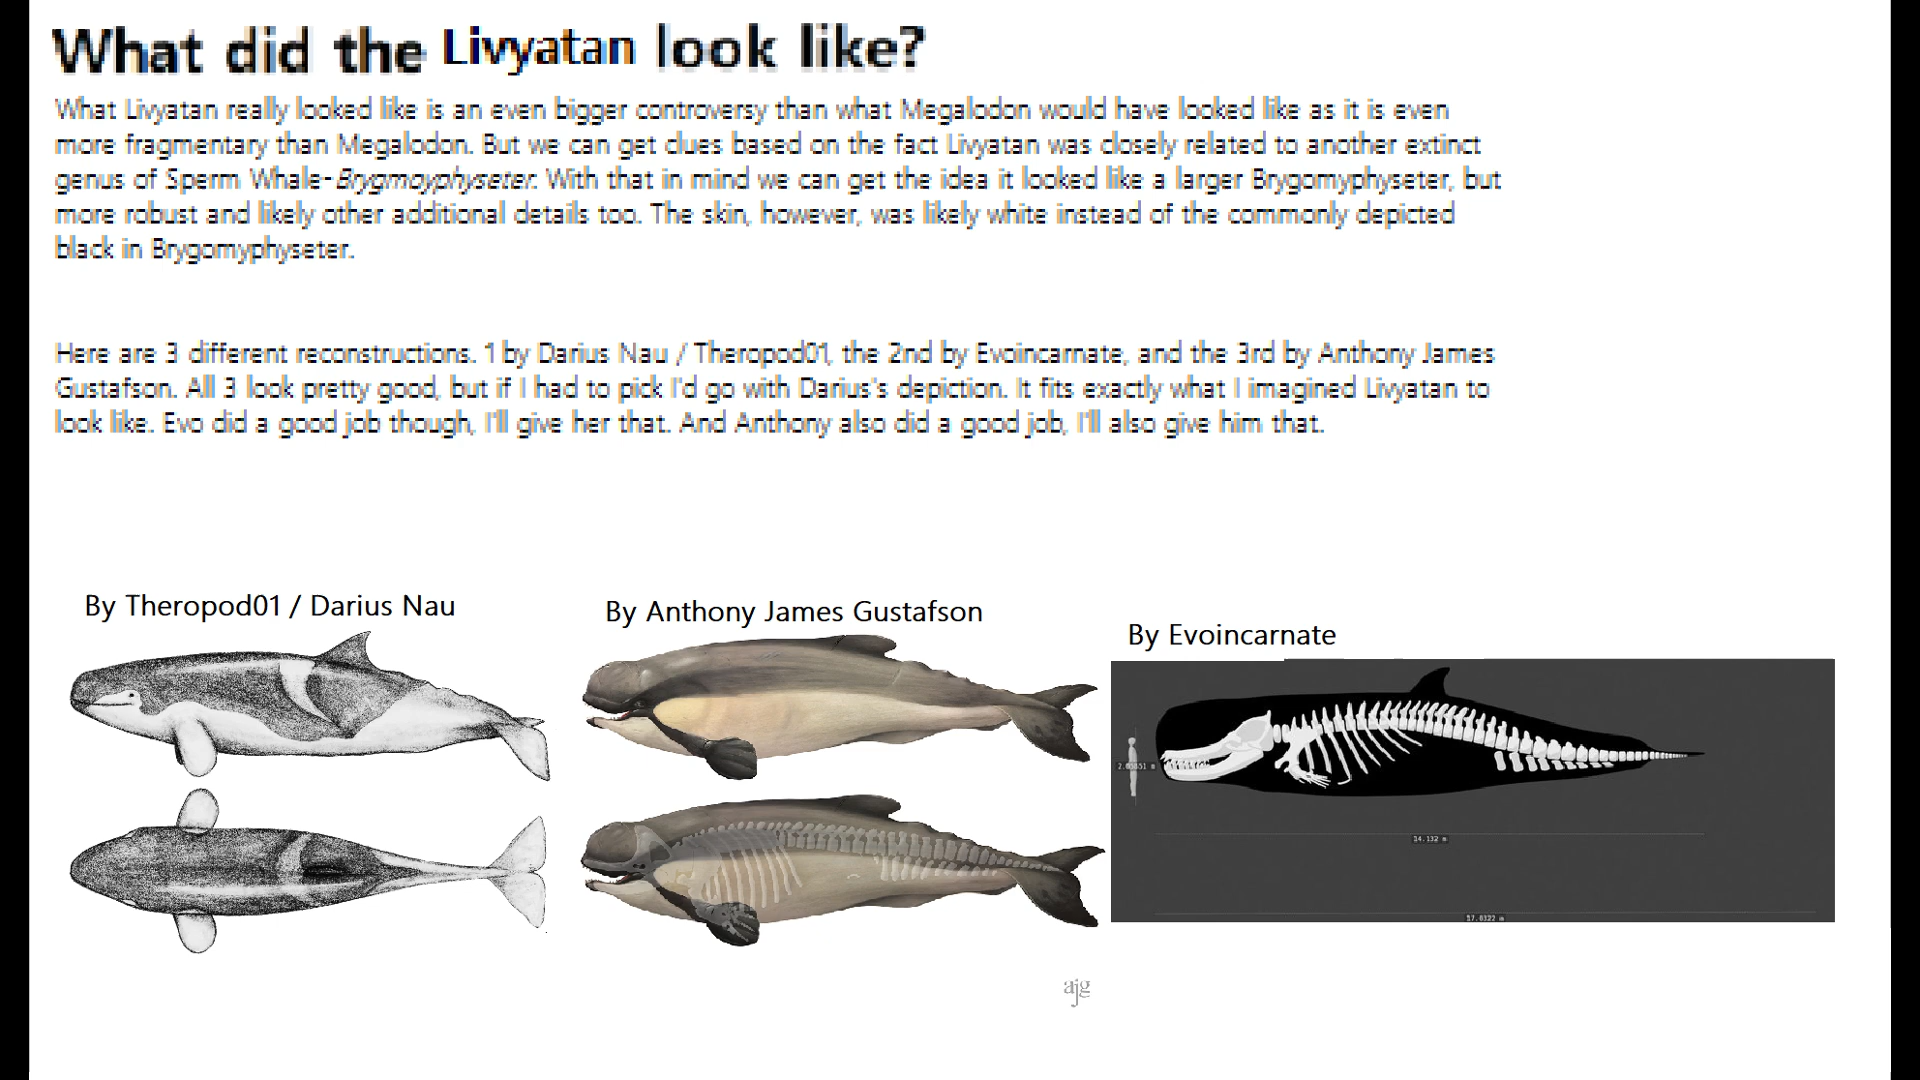 What did the Livyatan look like?
What Livyatan really looked like is an even bigger controversy than what Megalodon would have looked like as it is even
more fragmentary than Megalodon. But we can get clues based on the fact Livyatan was closely related to another extinct
genus of Sperm Whale- Brygmoyphyseter. With that in mind we can get the idea it looked like a larger Brygomyphyseter, but
more robust and likely other additional details too. The skin, however, was likely white instead of the commonly depicted
black in Brygomyphyseter.
Here are 3 different reconstructions. 1 by Darius Nau / Theropod01, the 2nd by Evoincarnate, and the 3rd by Anthony James
Gustafson. All 3 look pretty good, but if I had to pick I'd go with Darius's depiction. It fits exactly what I imagined Livyatan to
look like. Evo did a good job though, I'll give her that. And Anthony also did a good job, I'll also give him that.
By Theropod01 / Darius Nau
By Anthony James Gustafson
By Evoincarnate
14.132 m
17.0322 m
ajg